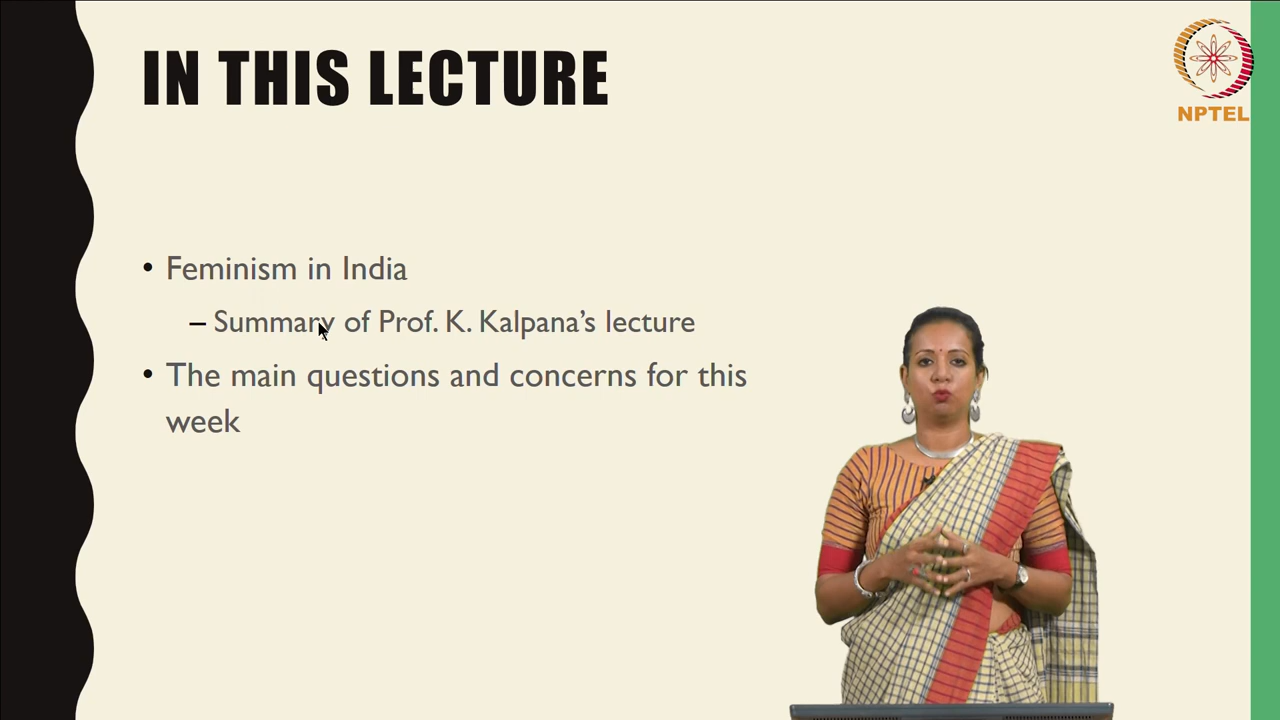 IN THIS LECTURE
NPTEL
• Feminism in India
– Summary of Prof. K. Kalpana’s lecture
• The main questions and concerns for this
week